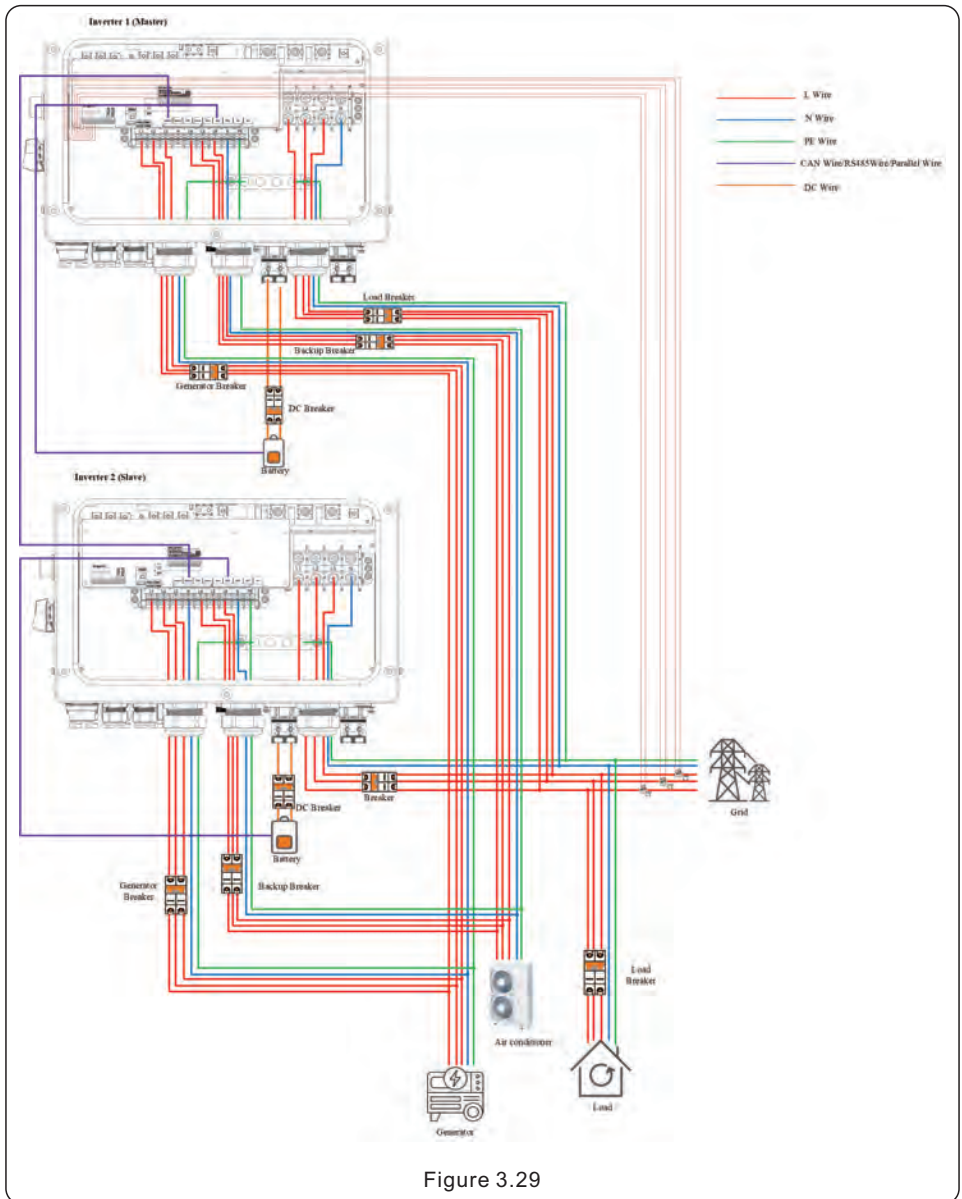 Inverter 1 (Master)
L Wire
N Wire
PE Wire
CAN Wire/RS485Wire/Parallel Wire
DC Wire
Load Breaker
Backup Breaker
Generator Breaker
DC Breaker
Battery
Inverter 2 (Slave)
DC Breaker
Breaker
Grid
Battery
Generator
Breaker
Backup Breaker
Load
Breaker
Air condiioner
Load
Generator
Figure 3.29